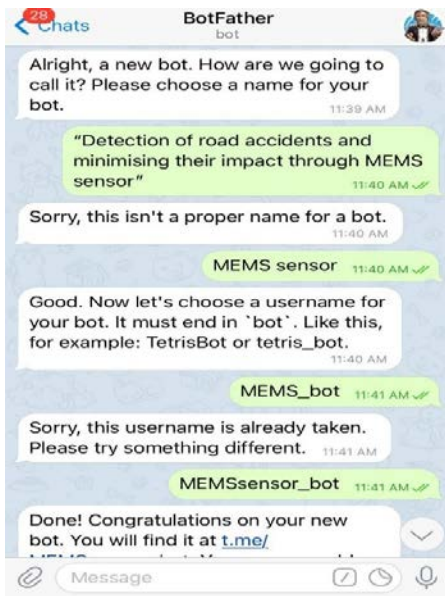 28
Chats
BotFather
bot
Alright, a new bot. How are we going to
call it? Please choose a name for your
bot.
11:39 AM
“Detection of road accidents and
minimising their impact through MEMS
sensor”
11:40 AM
Sorry, this isn't a proper name for a bot.
11:40 AM
MEMS sensor 11:40 AM
Good. Now let's choose a username for
your bot. It must end in `bot`. Like this,
for example: TetrisBot or tetris_bot.
11:40 AM
MEMS_bot 11:41 AM
Sorry, this username is already taken.
Please try something different. 11:41 AM
MEMSsensor_bot 11:41 AM
Done! Congratulations on your new
bot. You will find it at t.me/
Message